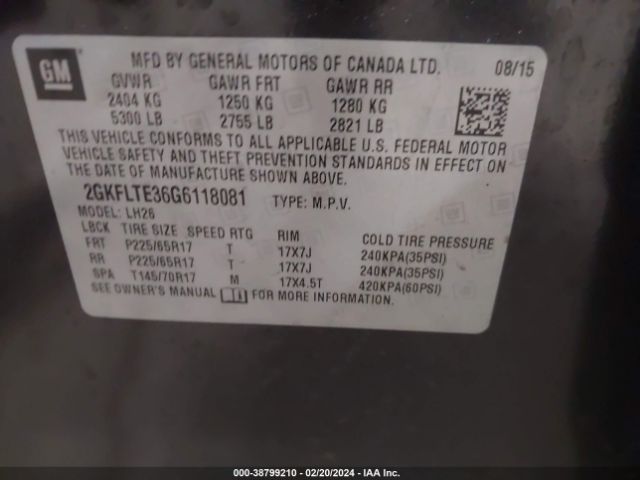 GM
MFD BY GENERAL MOTORS OF CANADA LTD. 08/15
GVWR GAWR FRT GAWR RR
2404 KG 1250 KG 1280 KG
5300 LB 2755 LB 2821 LB
THIS VEHICLE CONFORMS TO ALL APPLICABLE U.S. FEDERAL MOTOR
VEHICLE SAFETY AND THEFT PREVENTION STANDARDS IN EFFECT ON
THE DATE OF MANUFACTURE SHOWN ABOVE.
2GKFLTE36G6118081 TYPE: M.P.V.
MODEL: LH26
LBCK TIRE SIZE SPEED RTG RIM COLD TIRE PRESSURE
FRT P225/65R17 T 17X7J 240KPA(35PSI)
RR P225/65R17 T 17X7J 240KPA(35PSI)
SPA T145/70R17 M 17X4.5T 420KPA(60PSI)
SEE OWNER'S MANUAL FOR MORE INFORMATION.
000-38799210 - 02/20/2024 - IAA Inc.